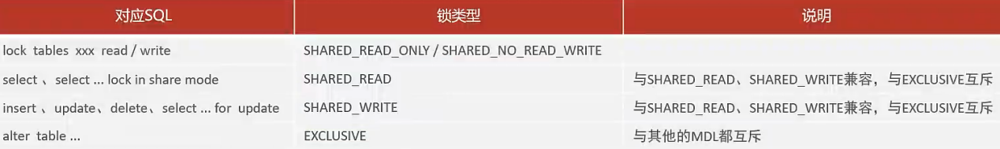 对应SQL 锁类型 说明
lock tables xxx read / write SHARED_READ_ONLY / SHARED_NO_READ_WRITE
select 、select ... lock in share mode SHARED_READ 与SHARED_READ、SHARED_WRITE兼容，与EXCLUSIVE互斥
insert 、update、delete、select ... for update SHARED_WRITE 与SHARED_READ、SHARED_WRITE兼容，与EXCLUSIVE互斥
alter table ... EXCLUSIVE 与其他的MDL都互斥